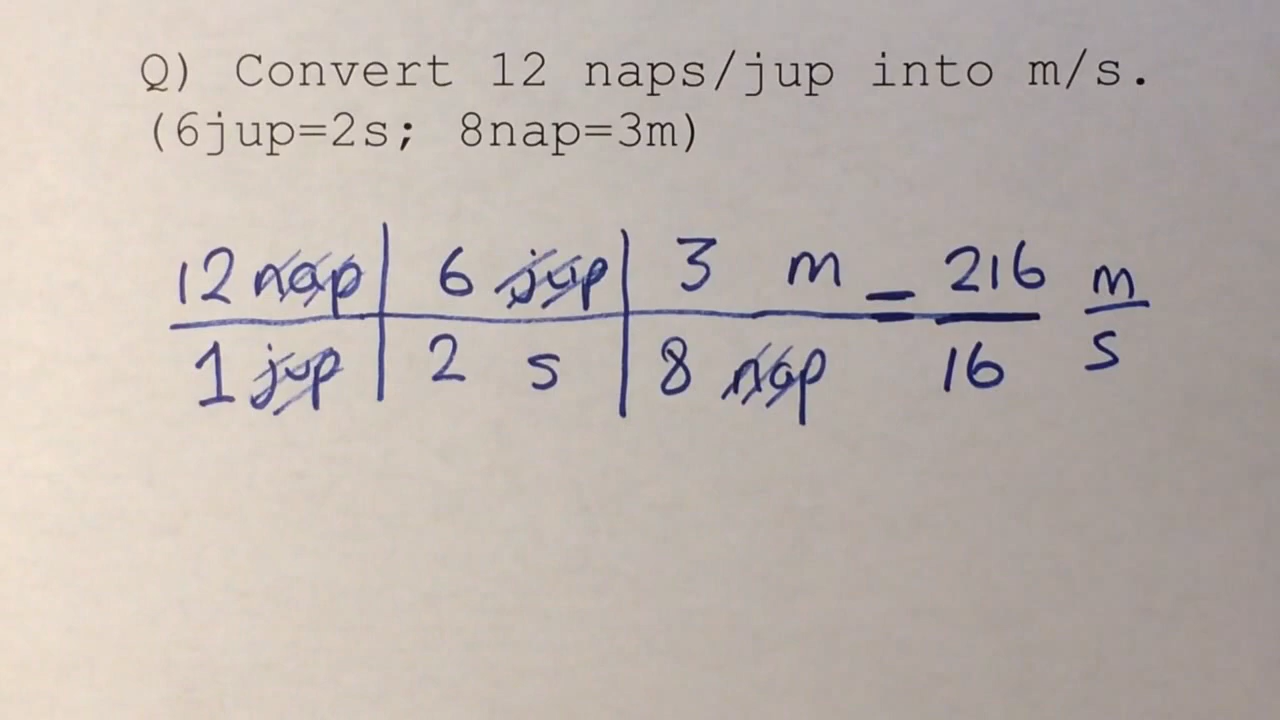 Q) Convert 12 naps/jup into m/s.
(6jup=2s; 8nap=3m)
12 nap | 6 jup | 3 m = 216 m
1 jup | 2 s | 8 nap 16 s